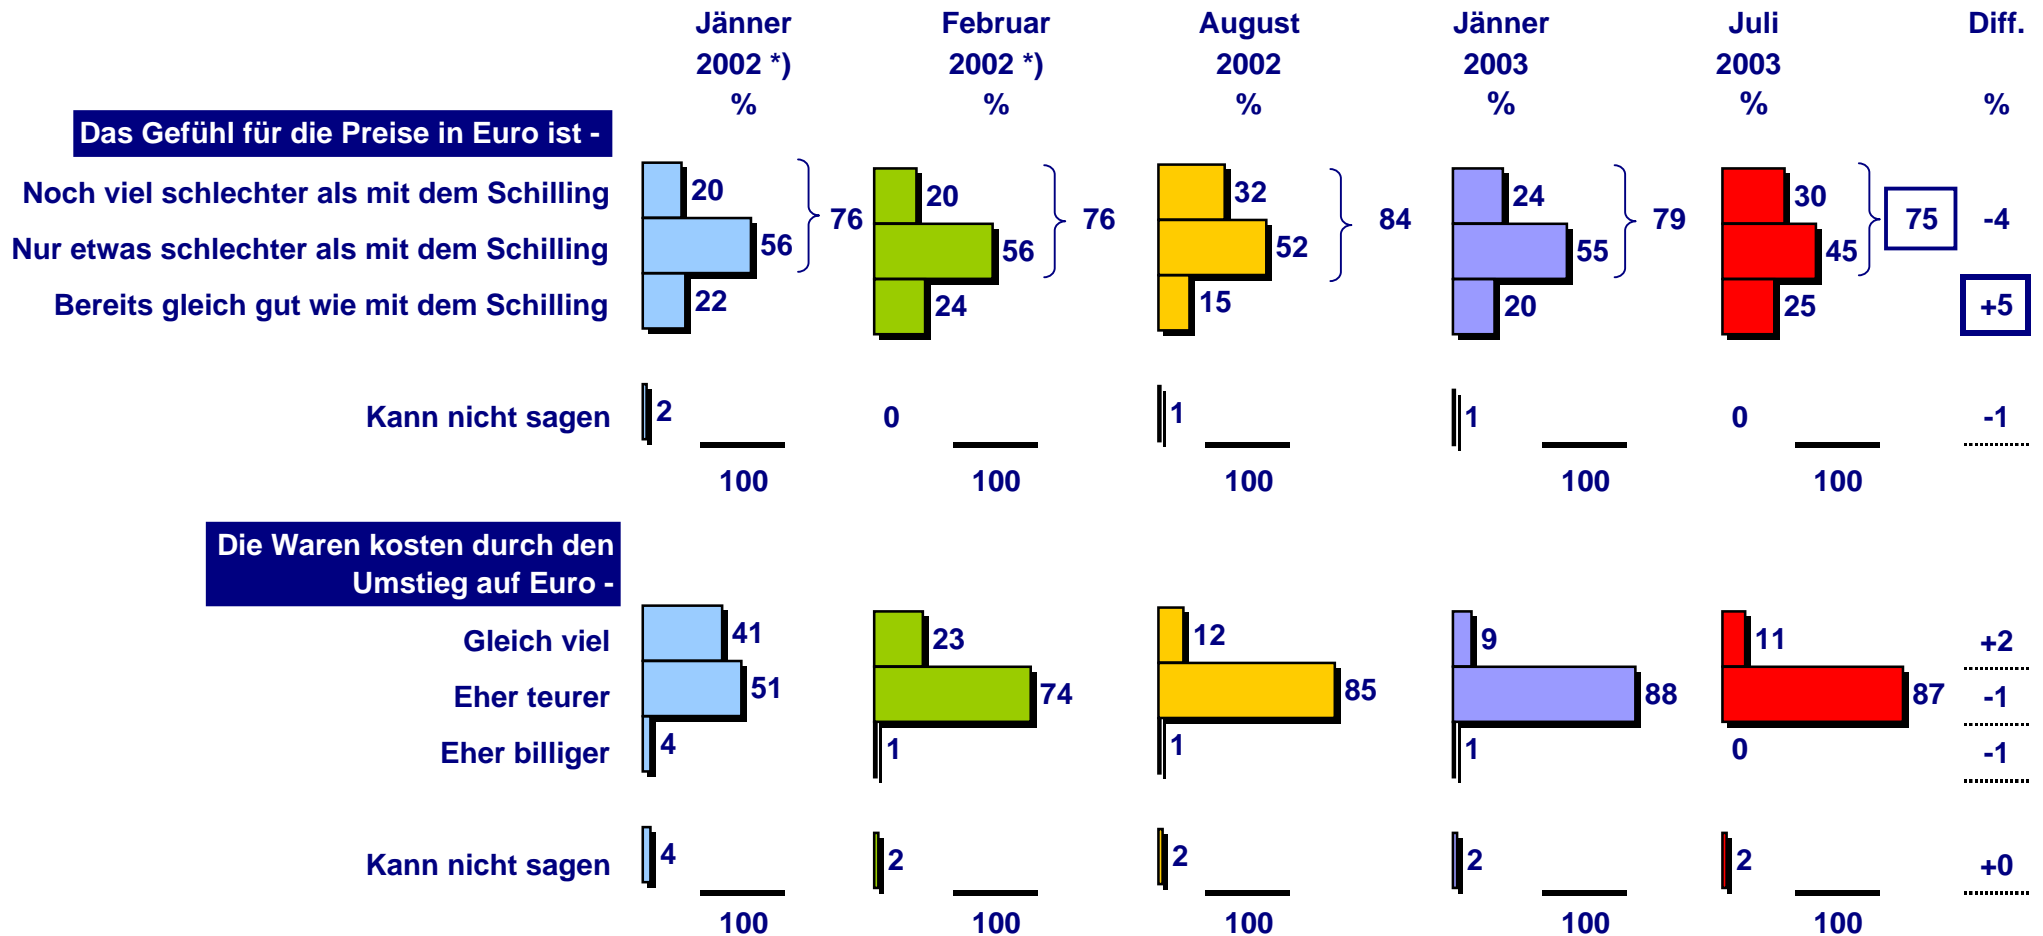 Jänner Februar August Jänner Juli Diff.
2002 *) 2002 *) 2002 2003 2003
% % % % % %
Das Gefühl für die Preise in Euro ist -
Noch viel schlechter als mit dem Schilling 20 20 32 24 30
76 76 84 79 75 -4
Nur etwas schlechter als mit dem Schilling 56 56 52 55 45
Bereits gleich gut wie mit dem Schilling 22 24 15 20 25 +5
Kann nicht sagen 2 0 1 1 0 -1
100 100 100 100 100
Die Waren kosten durch den
Umstieg auf Euro -
Gleich viel 41 23 12 9 11 +2
Eher teurer 51 74 85 88 87 -1
Eher billiger 4 1 1 1 0 -1
Kann nicht sagen 4 2 2 2 2 +0
100 100 100 100 100